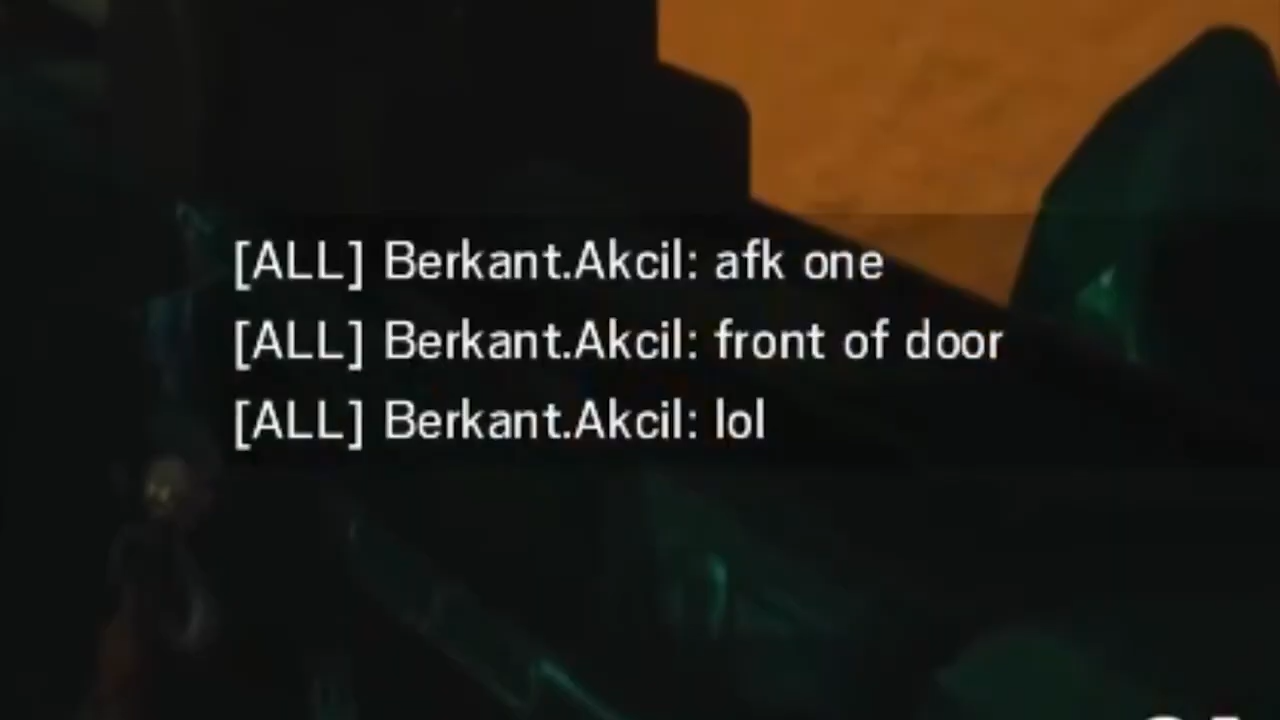 [ALL] Berkant.Akcil: afk one
[ALL] Berkant.Akcil: front of door
[ALL] Berkant.Akcil: lol